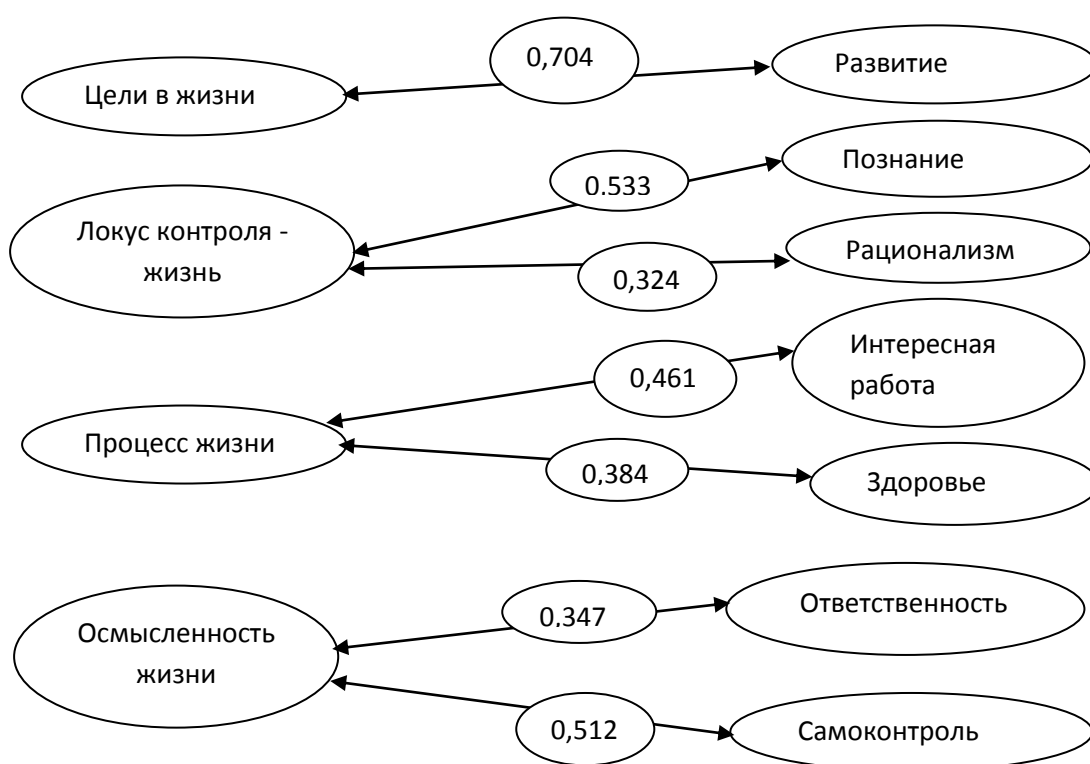 Цели в жизни
0,704
Развитие
Локус контроля -
жизнь
0.533
Познание
0,324
Рационализм
Процесс жизни
0,461
Интересная
работа
0,384
Здоровье
Осмысленность
жизни
0,347
Ответственность
0,512
Самоконтроль